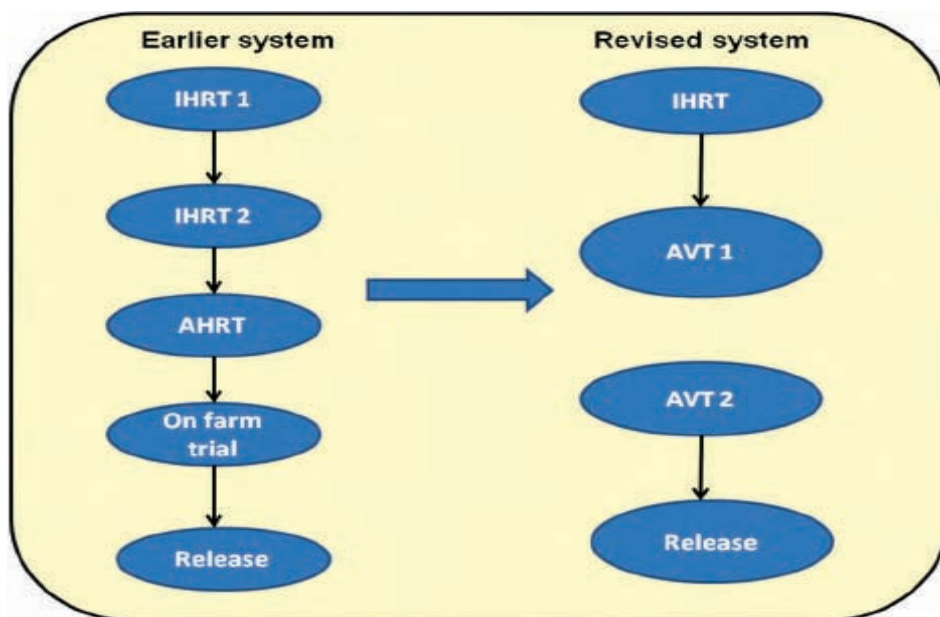 Earlier system
IHRT 1
IHRT 2
AHRT
On farm
trial
Release
Revised system
IHRT
AVT 1
AVT 2
Release